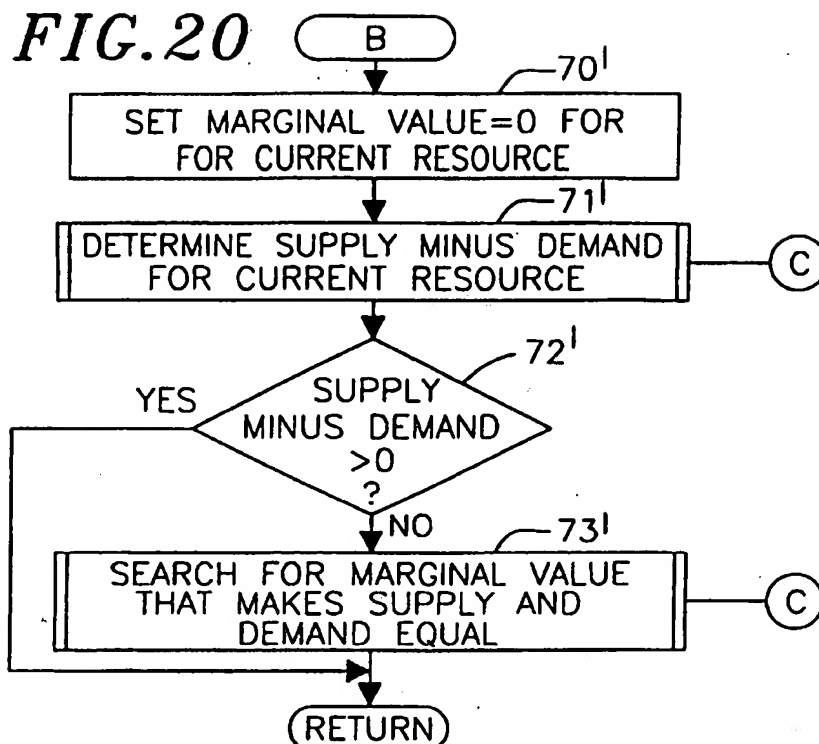 FIG.20
B
70'
SET MARGINAL VALUE=0 FOR
FOR CURRENT RESOURCE
71'
DETERMINE SUPPLY MINUS DEMAND
FOR CURRENT RESOURCE
C
72'
YES
SUPPLY
MINUS DEMAND
>0
?
NO
73'
SEARCH FOR MARGINAL VALUE
THAT MAKES SUPPLY AND
DEMAND EQUAL
C
RETURN